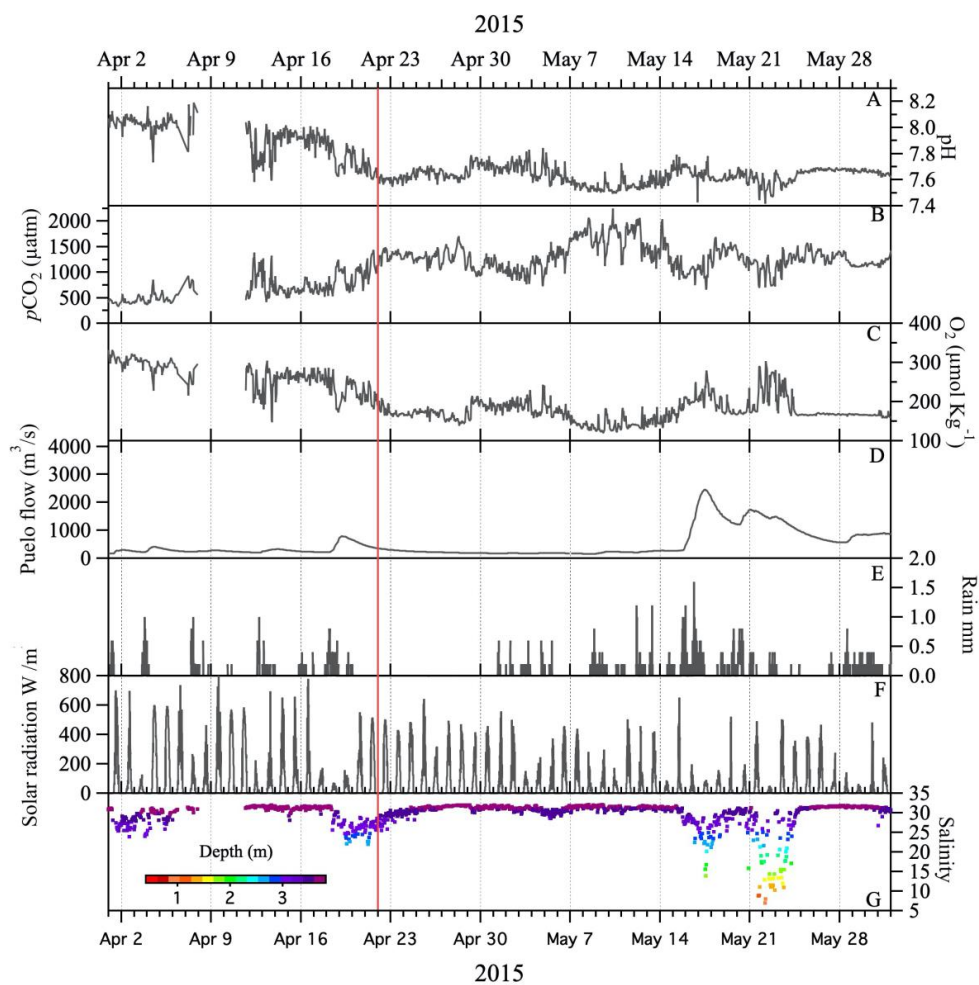 2015
Apr 2 Apr 9 Apr 16 Apr 23 Apr 30 May 7 May 14 May 21 May 28
A
8.2
8.0
7.8
7.6
7.4
pH
B
2000
1500
1000
500
0
pCO₂ (µatm)
C
400
300
200
100
O₂ (µmol Kg⁻¹)
D
4000
3000
2000
1000
0
Puelo flow (m³/s)
E
2.0
1.5
1.0
0.5
0.0
Rain mm
F
800
600
400
200
0
Solar radiation W /m
35
30
25
20
15
10
5
Salinity
Depth (m)
1 2 3
G
Apr 2 Apr 9 Apr 16 Apr 23 Apr 30 May 7 May 14 May 21 May 28
2015